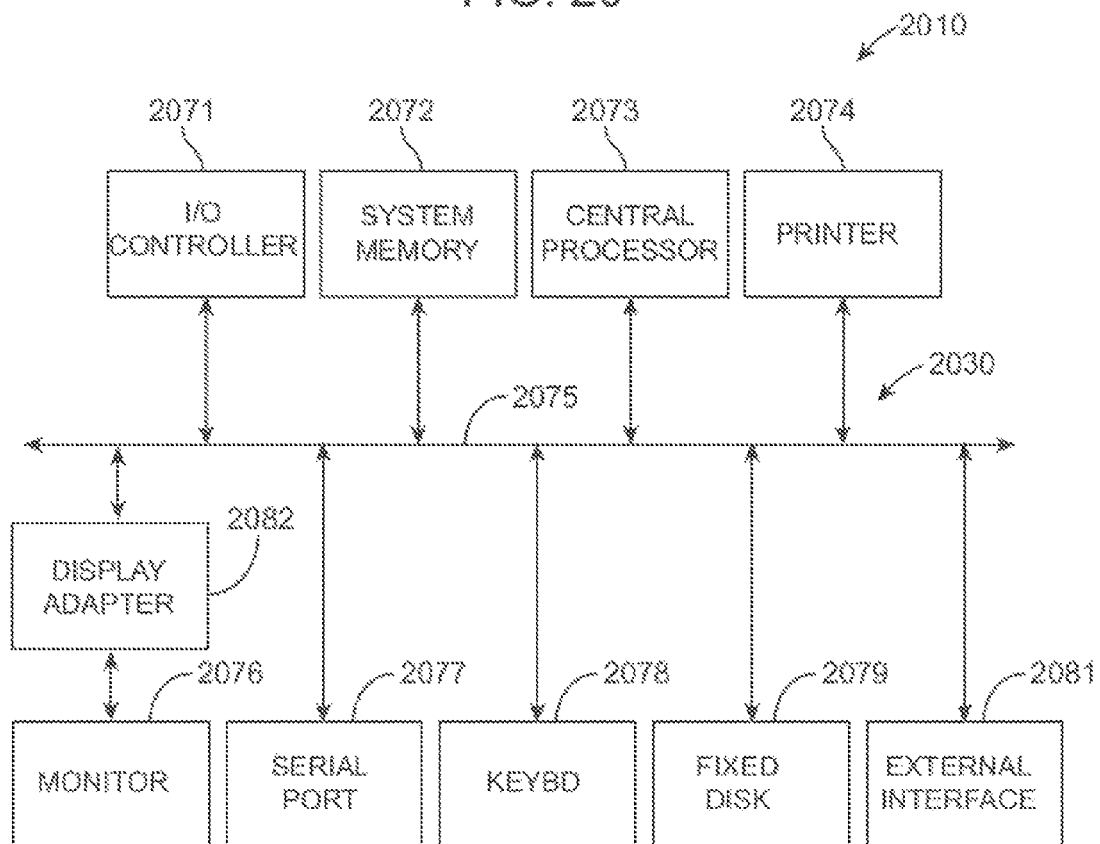 2010
2071
2072
2073
2074
I/O
CONTROLLER
SYSTEM
MEMORY
CENTRAL
PROCESSOR
PRINTER
2030
2075
2082
DISPLAY
ADAPTER
2076
2077
2078
2079
2081
MONITOR
SERIAL
PORT
KEYBD
FIXED
DISK
EXTERNAL
INTERFACE